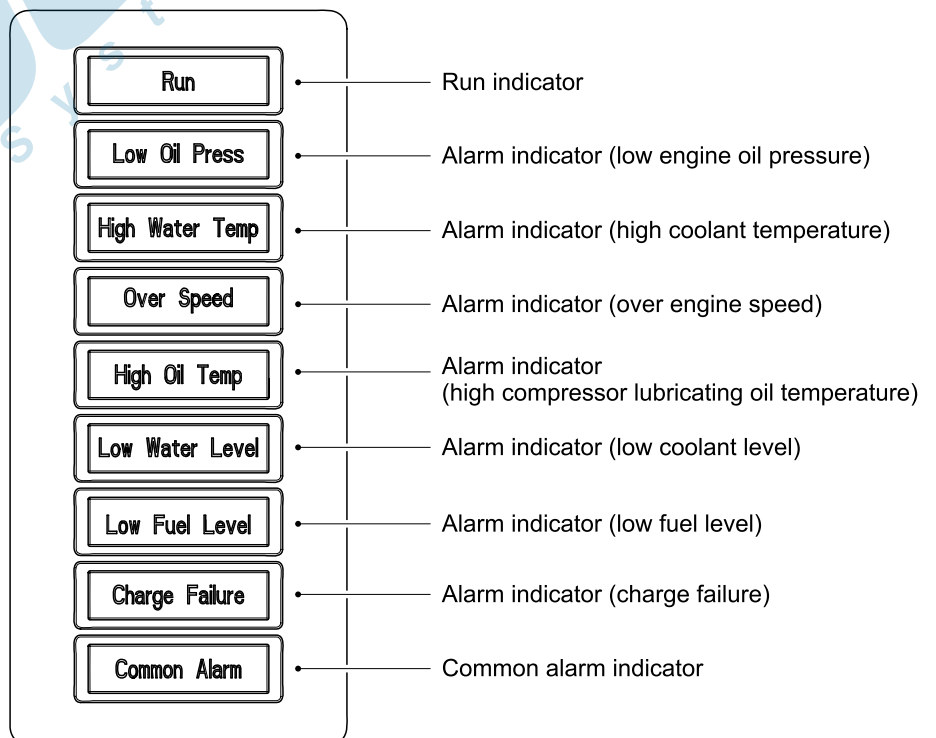 Run
Run indicator
Low Oil Press
Alarm indicator (low engine oil pressure)
High Water Temp
Alarm indicator (high coolant temperature)
Over Speed
Alarm indicator (over engine speed)
High Oil Temp
Alarm indicator
(high compressor lubricating oil temperature)
Low Water Level
Alarm indicator (low coolant level)
Low Fuel Level
Alarm indicator (low fuel level)
Charge Failure
Alarm indicator (charge failure)
Common Alarm
Common alarm indicator